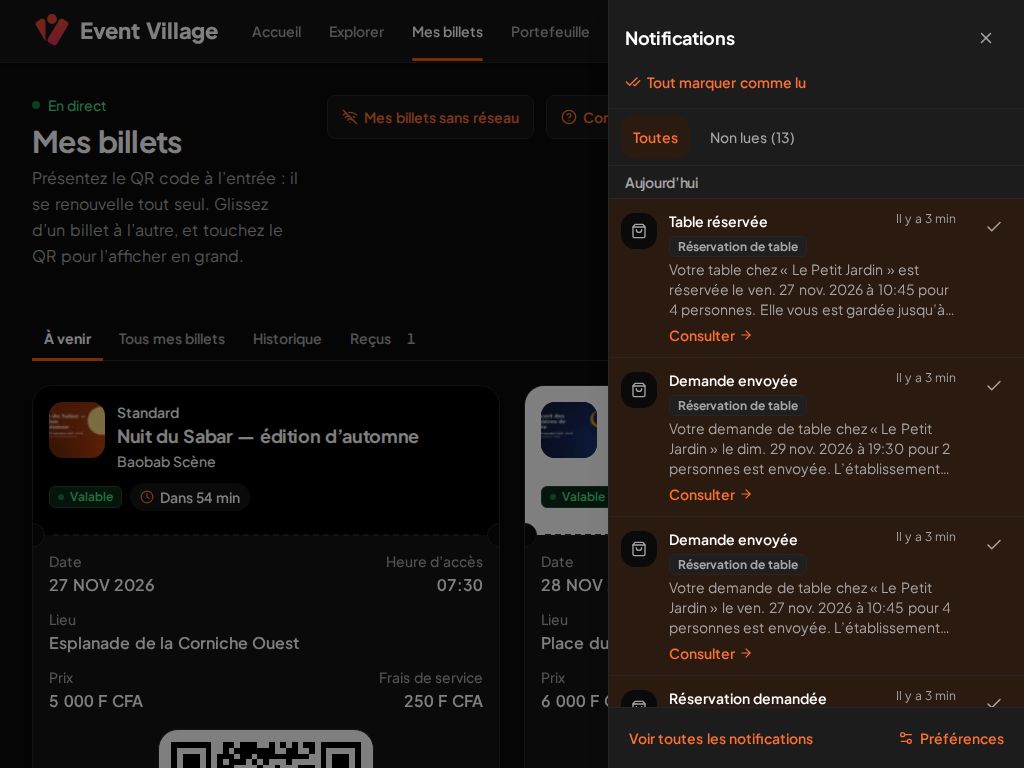 Event Village
Accueil
Explorer
Mes billets
Portefeuille
En direct
Mes billets
Présentez le QR code à l'entrée : il
se renouvelle tout seul. Glissez
d'un billet à l'autre, et touchez le
QR pour l'afficher en grand.
Mes billets sans réseau
À venir
Tous mes billets
Historique
Reçus 1
Standard
Nuit du Sabar — édition d'automne
Baobab Scène
Valable
Dans 54 min
Date
Heure d'accès
27 NOV 2026
07:30
Lieu
Esplanade de la Corniche Ouest
Prix
Frais de service
5 000 F CFA
250 F CFA
Valable
Date
28 NOV
Lieu
Place du
Prix
6 000 F
Notifications
Tout marquer comme lu
Toutes
Non lues (13)
Aujourd'hui
Table réservée
Il y a 3 min
Réservation de table
Votre table chez « Le Petit Jardin » est
réservée le ven. 27 nov. 2026 à 10:45 pour
4 personnes. Elle vous est gardée jusqu'à…
Consulter →
Demande envoyée
Il y a 3 min
Réservation de table
Votre demande de table chez « Le Petit
Jardin » le dim. 29 nov. 2026 à 19:30 pour 2
personnes est envoyée. L'établissement…
Consulter →
Demande envoyée
Il y a 3 min
Réservation de table
Votre demande de table chez « Le Petit
Jardin » le ven. 27 nov. 2026 à 10:45 pour 4
personnes est envoyée. L'établissement…
Consulter →
Réservation demandée
Il y a 3 min
Voir toutes les notifications
Préférences